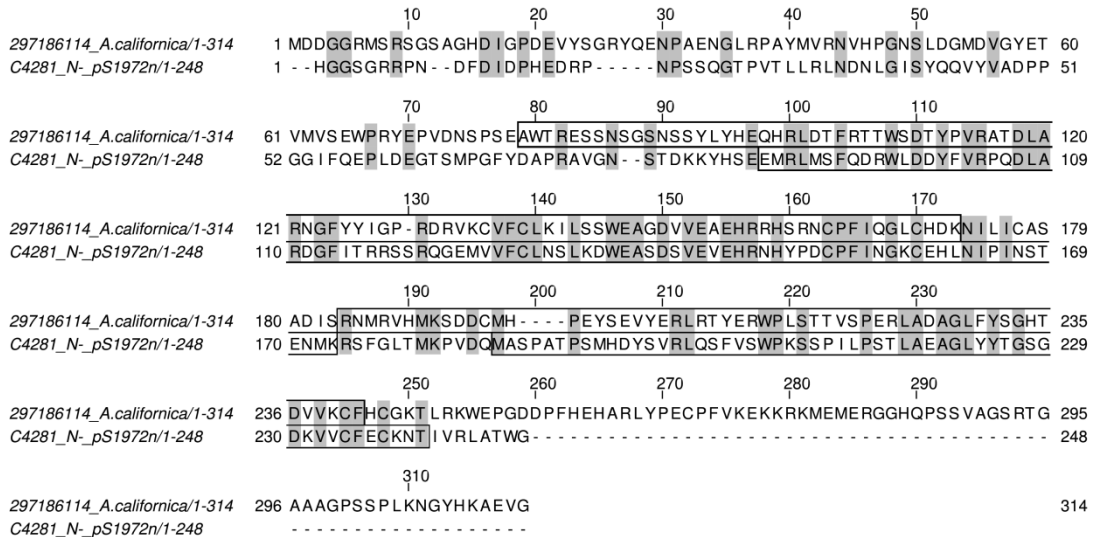 10 20 30 40 50
297186114_A.californica/1-314 1 MDDGGRMSRSGSAGHDIGPDEVYSGRYQENPAENGLRPAYMVRNVHPGNSLDGMDVGYET 60
C4281_N-_pS1972n/1-248 1 --HGGSGRRPN--DFDIDPHEDRP-----NPSSQGTPVTLLRLNDNLGISYQQVYVADPP 51
70 80 90 100 110
297186114_A.californica/1-314 61 VMVSEWPRYEPVDNSPSEAWTRESSNSGSNSSYLYHEQHRLDTFRTTWSDTYPVRATDLA 120
C4281_N-_pS1972n/1-248 52 GGIFQEPLDEGTSMPGFYDAPRAVGN--STDKKYHSEEMRLMSFQDRWLDDYFVRPQDLA 109
130 140 150 160 170
297186114_A.californica/1-314 121 RNGFYYIGP-RDRVKCVFCLKILSSWEAGDVVEAEHRRHSRNCPFIQGLCHDKNILICAS 179
C4281_N-_pS1972n/1-248 110 RDGFITRRSSRQGEMVVFCLNSLKDWEASDSVEVEHRNHYPDCPFINGKCEHLNIPINST 169
190 200 210 220 230
297186114_A.californica/1-314 180 ADISRNMRVHMKSDDCMH----PEYSEVYERLRTYERWPLSTTVSPERLADAGLFYSGHT 235
C4281_N-_pS1972n/1-248 170 ENMKRSFGLTMKPVDQMASPATPSMHDYSVRLQSFVSWPKSSPILPSTLAEAGLYYTGSG 229
250 260 270 280 290
297186114_A.californica/1-314 236 DVVKCFHCGKTLRKWEPGDDPFHEHARLYPECPFVKEKKRKMEMERGGHQPSSVAGSRTG 295
C4281_N-_pS1972n/1-248 230 DKVVCFECKNTIVRLATWG----------------------------------------- 248
310
297186114_A.californica/1-314 296 AAAGPSSPLKNGYHKAEVG 314
C4281_N-_pS1972n/1-248 -------------------